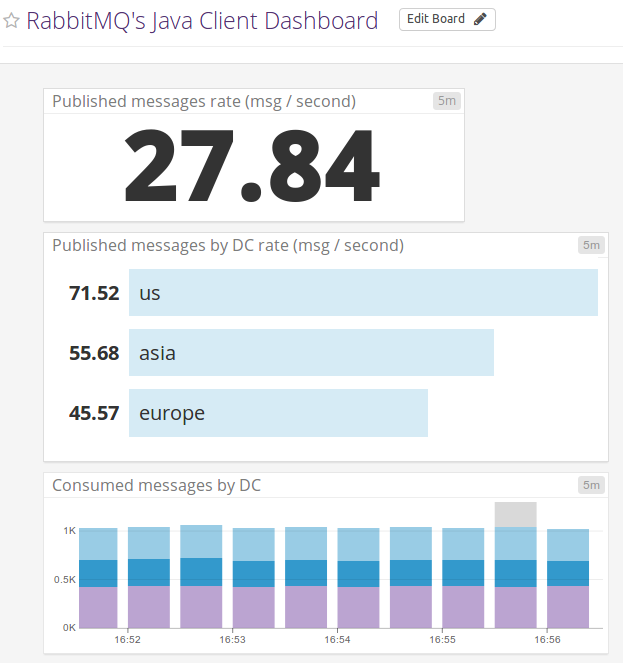 RabbitMQ's Java Client Dashboard Edit Board
Published messages rate (msg / second) 5m
27.84
Published messages by DC rate (msg / second) 5m
71.52 us
55.68 asia
45.57 europe
Consumed messages by DC 5m
1K
0.5K
0K
16:52 16:53 16:54 16:55 16:56